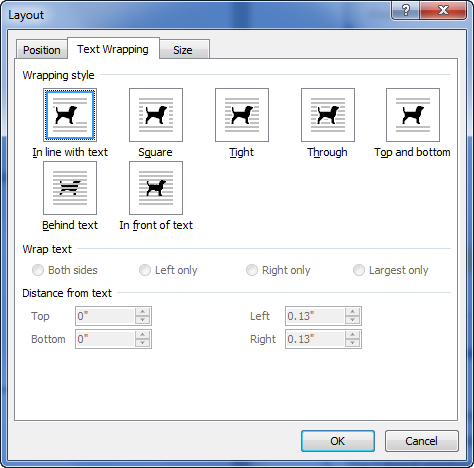 Layout
Position Text Wrapping Size
Wrapping style
In line with text Square Tight Through Top and bottom
Behind text In front of text
Wrap text
Both sides Left only Right only Largest only
Distance from text
Top 0" Left 0.13"
Bottom 0" Right 0.13"
OK Cancel